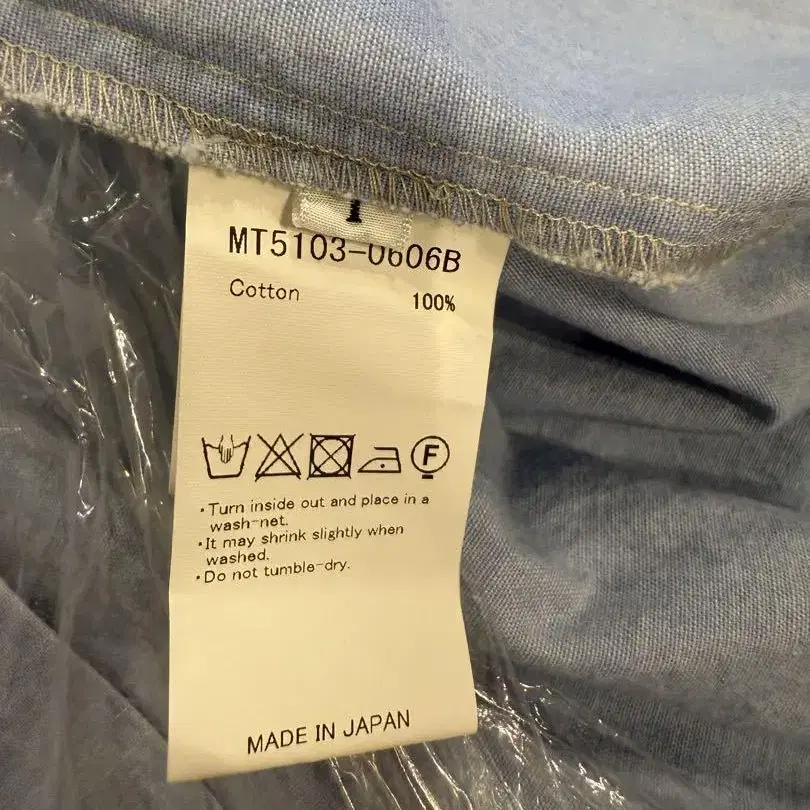 MT5103-0606B
Cotton 100%
F
・Turn inside out and place in a
wash-net.
・It may shrink slightly when
washed.
・Do not tumble-dry.
MADE IN JAPAN